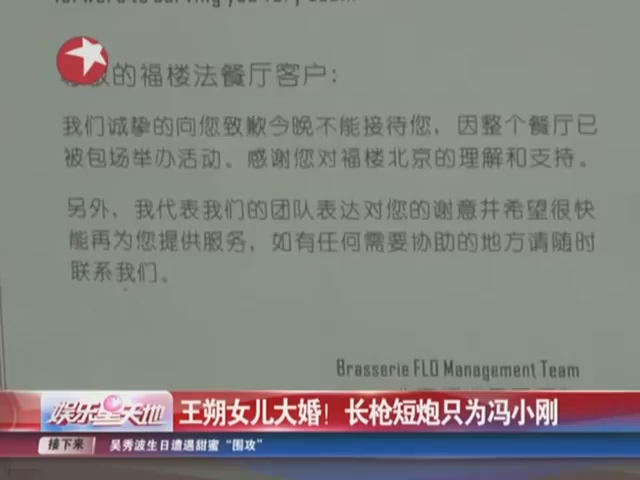 forward to serving you very soon.
的福楼法餐厅客户：
我们诚挚的向您致歉今晚不能接待您，因整个餐厅已
被包场举办活动。感谢您对福楼北京的理解和支持。
另外，我代表我们的团队表达对您的谢意并希望很快
能再为您提供服务，如有任何需要协助的地方请随时
联系我们。
Brasserie FLO Management Team
娱乐星天地
王朔女儿大婚！长枪短炮只为冯小刚
接下来
吴秀波生日遭遇甜蜜“围攻”